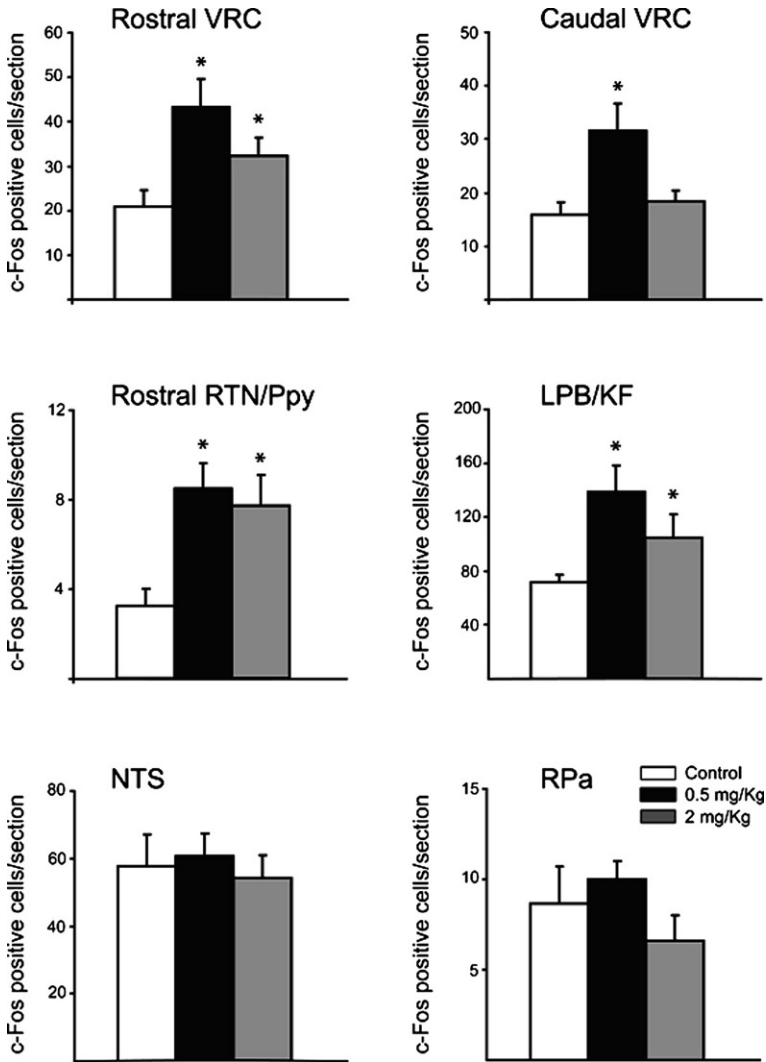 Rostral VRC
c-Fos positive cells/section
60
50
40
30
20
10
*
*
Caudal VRC
c-Fos positive cells/section
50
40
30
20
10
*
Rostral RTN/Ppy
c-Fos positive cells/section
12
8
4
*
*
LPB/KF
c-Fos positive cells/section
200
160
120
80
40
*
*
NTS
c-Fos positive cells/section
80
60
40
20
RPa
c-Fos positive cells/section
15
10
5
Control
0.5 mg/Kg
2 mg/Kg